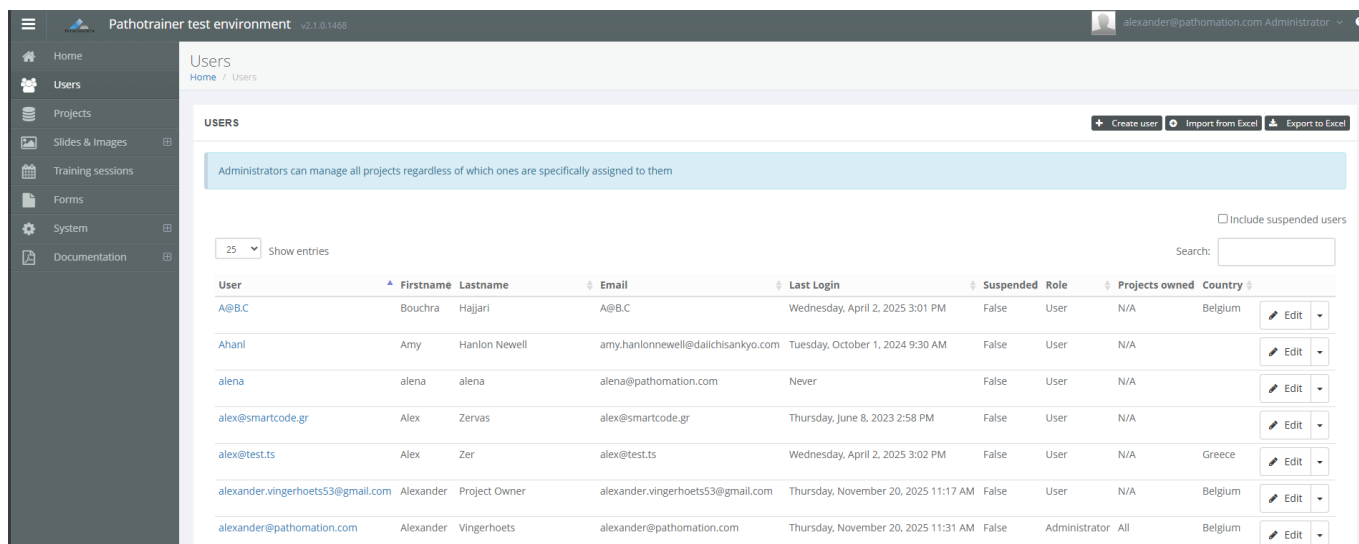 Pathotrainer test environment v2.1.0.1468
alexander@pathomation.com Administrator
Home
Users
Projects
Slides & Images
Training sessions
Forms
System
Documentation
Users
Home / Users
USERS
Create user
Import from Excel
Export to Excel
Administrators can manage all projects regardless of which ones are specifically assigned to them
Include suspended users
25 Show entries
Search:
User Firstname Lastname Email Last Login Suspended Role Projects owned Country
A@B.C Bouchra Hajjari A@B.C Wednesday, April 2, 2025 3:01 PM False User N/A Belgium Edit
Ahanl Amy Hanlon Newell amy.hanlonnewell@daiichisankyo.com Tuesday, October 1, 2024 9:30 AM False User N/A Edit
alena alena alena alena@pathomation.com Never False User N/A Edit
alex@smartcode.gr Alex Zervas alex@smartcode.gr Thursday, June 8, 2023 2:58 PM False User N/A Edit
alex@test.ts Alex Zer alex@test.ts Wednesday, April 2, 2025 3:02 PM False User N/A Greece Edit
alexander.vingerhoets53@gmail.com Alexander Project Owner alexander.vingerhoets53@gmail.com Thursday, November 20, 2025 11:17 AM False User N/A Belgium Edit
alexander@pathomation.com Alexander Vingerhoets alexander@pathomation.com Thursday, November 20, 2025 11:31 AM False Administrator All Belgium Edit